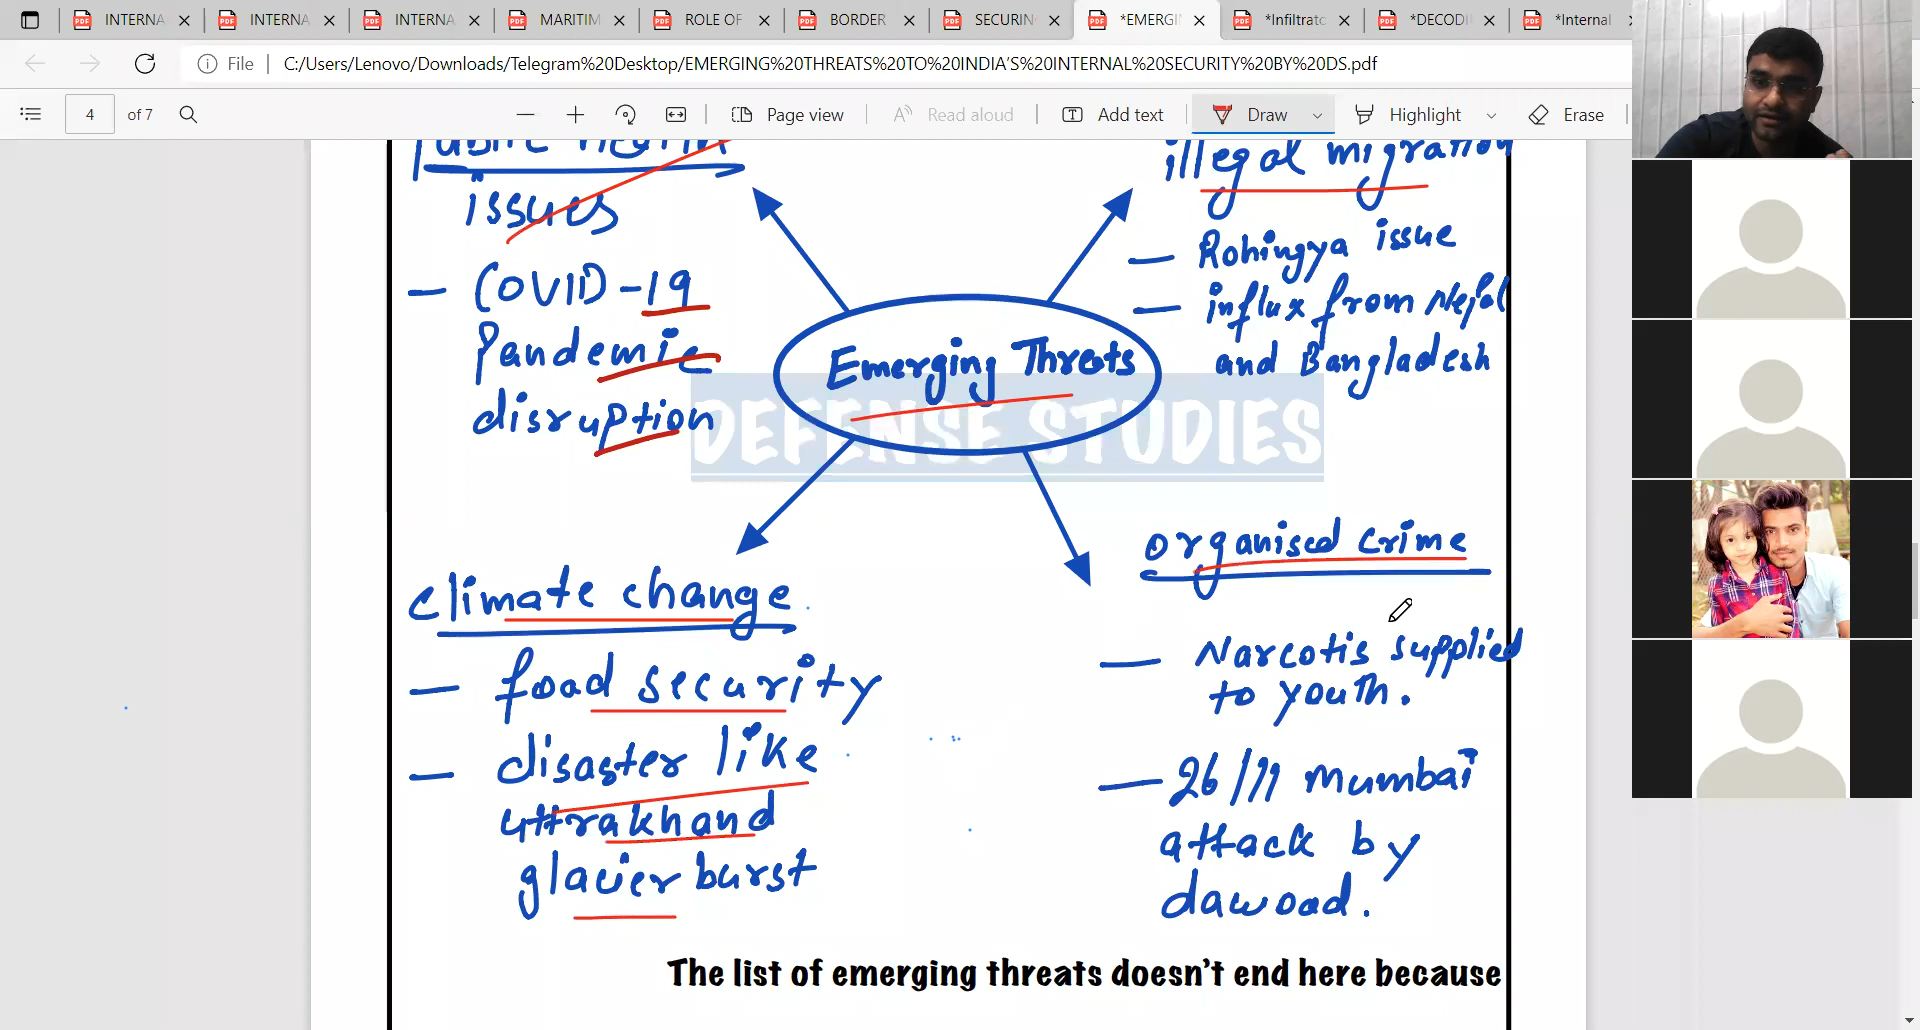 INTERNA
INTERNA
INTERNA
MARITIM
ROLE OF
BORDER
SECURIN
*EMERGI
*Infiltrato
*DECODI
*Internal
File
C:/Users/Lenovo/Downloads/Telegram%20Desktop/EMERGING%20THREATS%20TO%20INDIA'S%20INTERNAL%20SECURITY%20BY%20DS.pdf
4 of 7
Page view
Read aloud
Add text
Draw
Highlight
Erase
Public health
issues
- COVID-19
Pandemic
disruption
illegal migration
- Rohingya issue
- influx from Nepal
and Bangladesh
Emerging Threats
DEFENSE STUDIES
climate change
- food security
- disaster like
uttrakhand
glacier burst
organised crime
- Narcotis supplied
to youth.
- 26/11 mumbai
attack by
dawood.
The list of emerging threats doesn't end here because